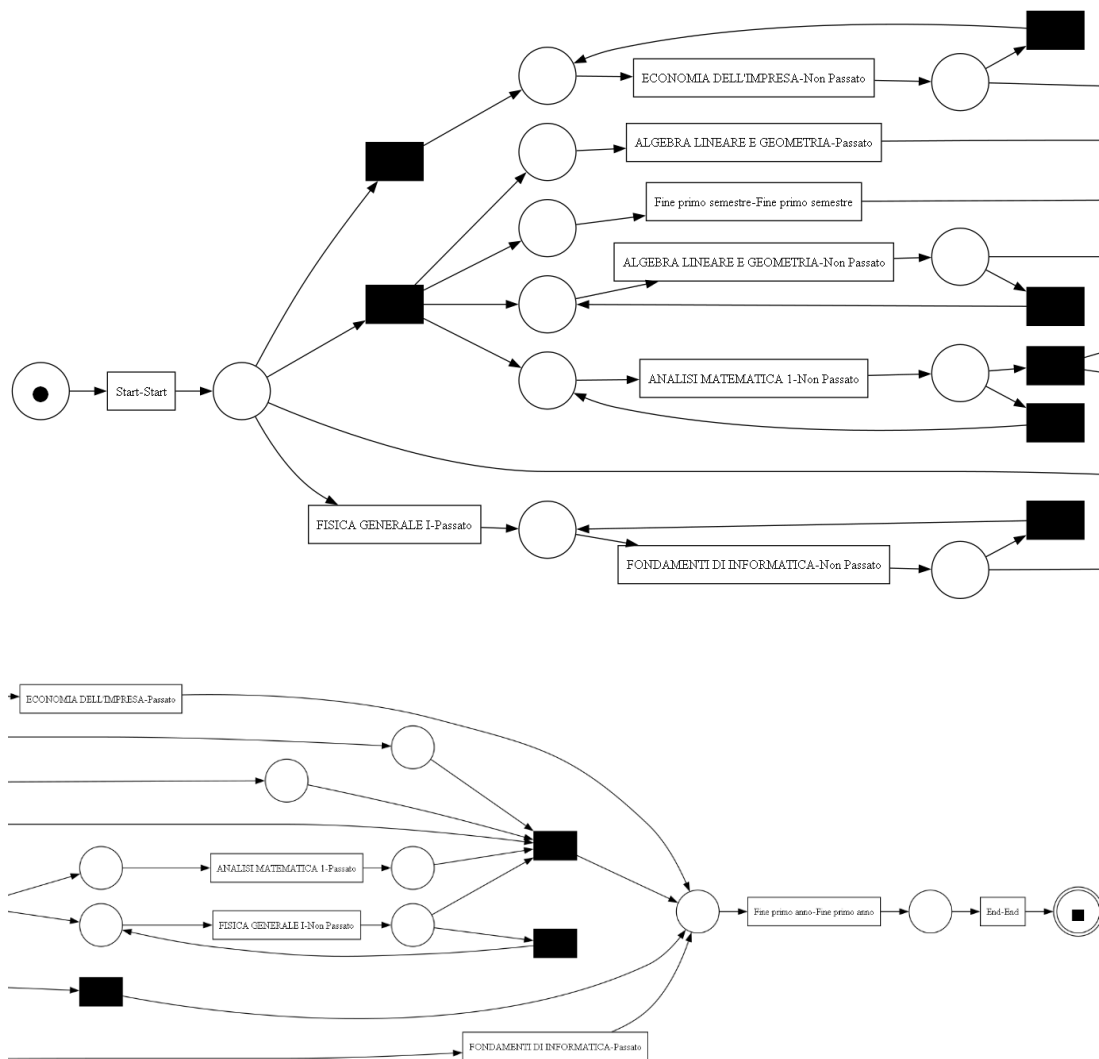 ECONOMIA DELL'IMPRESA-Non Passato
ALGEBRA LINEARE E GEOMETRIA-Passato
Fine primo semestre-Fine primo semestre
ALGEBRA LINEARE E GEOMETRIA-Non Passato
Start-Start
ANALISI MATEMATICA 1-Non Passato
FISICA GENERALE I-Passato
FONDAMENTI DI INFORMATICA-Non Passato
ECONOMIA DELL'IMPRESA-Passato
ANALISI MATEMATICA 1-Passato
FISICA GENERALE I-Non Passato
Fine primo anno-Fine primo anno
End-End
FONDAMENTI DI INFORMATICA-Passato